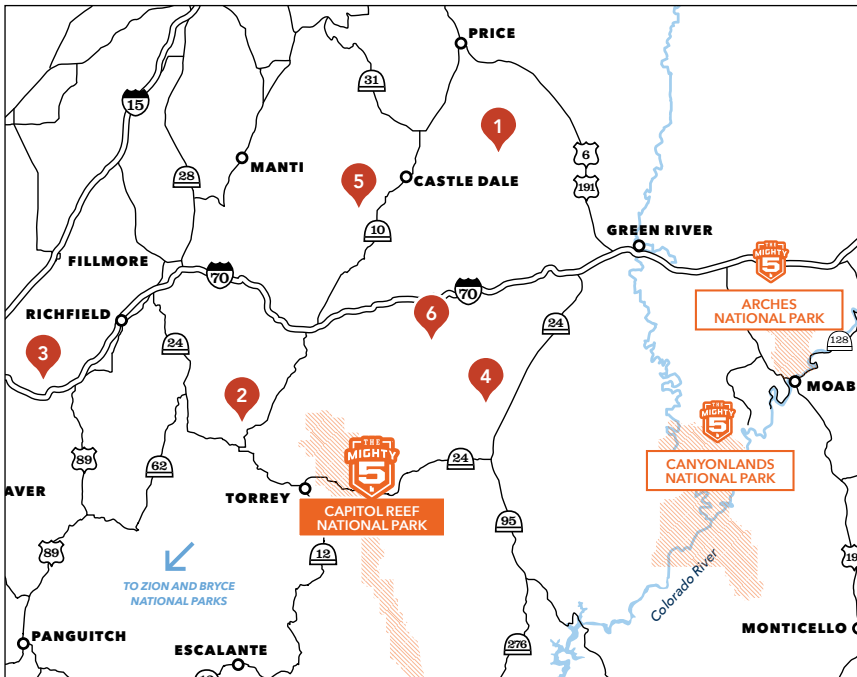 PRICE
31
15
1
6
MANTI
28
5
CASTLE DALE
191
10
GREEN RIVER
FILLMORE
THE
MIGHTY
5
70
70
ARCHES
NATIONAL PARK
RICHFIELD
6
24
24
128
3
2
4
MOAB
THE
MIGHTY
5
89
62
24
THE
MIGHTY
5
CANYONLANDS
NATIONAL PARK
AVER
TORREY
CAPITOL REEF
NATIONAL PARK
95
89
12
19
TO ZION AND BRYCE
NATIONAL PARKS
Colorado River
PANGUITCH
ESCALANTE
276
MONTICELLO